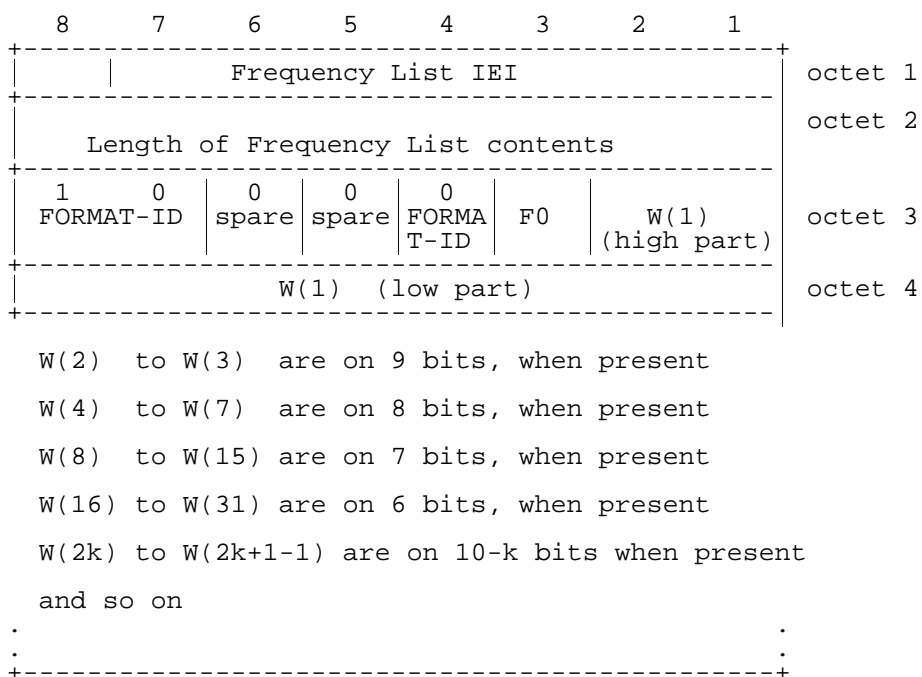 8 7 6 5 4 3 2 1
Frequency List IEI octet 1
octet 2
Length of Frequency List contents
1 0 0 0 0
FORMAT-ID spare spare FORMA F0 W(1) octet 3
T-ID (high part)
W(1) (low part) octet 4
W(2) to W(3) are on 9 bits, when present
W(4) to W(7) are on 8 bits, when present
W(8) to W(15) are on 7 bits, when present
W(16) to W(31) are on 6 bits, when present
W(2k) to W(2k+1-1) are on 10-k bits when present
and so on
. .
. .